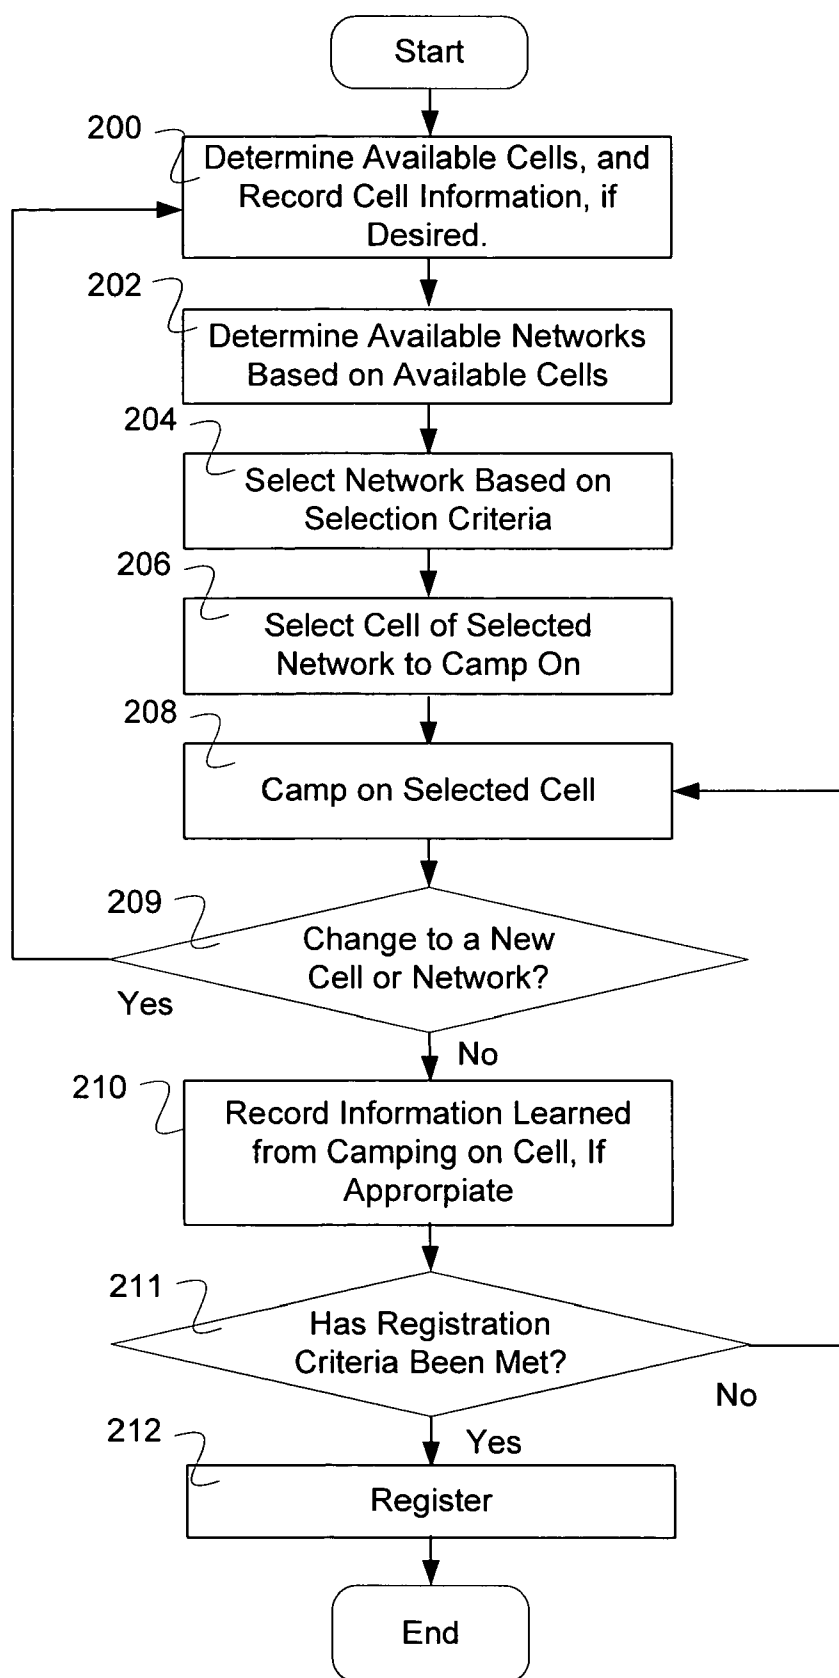 Start
200
Determine Available Cells, and
Record Cell Information, if
Desired.
202
Determine Available Networks
Based on Available Cells
204
Select Network Based on
Selection Criteria
206
Select Cell of Selected
Network to Camp On
208
Camp on Selected Cell
209
Change to a New
Cell or Network?
Yes
No
210
Record Information Learned
from Camping on Cell, If
Approrpiate
211
Has Registration
Criteria Been Met?
No
Yes
212
Register
End